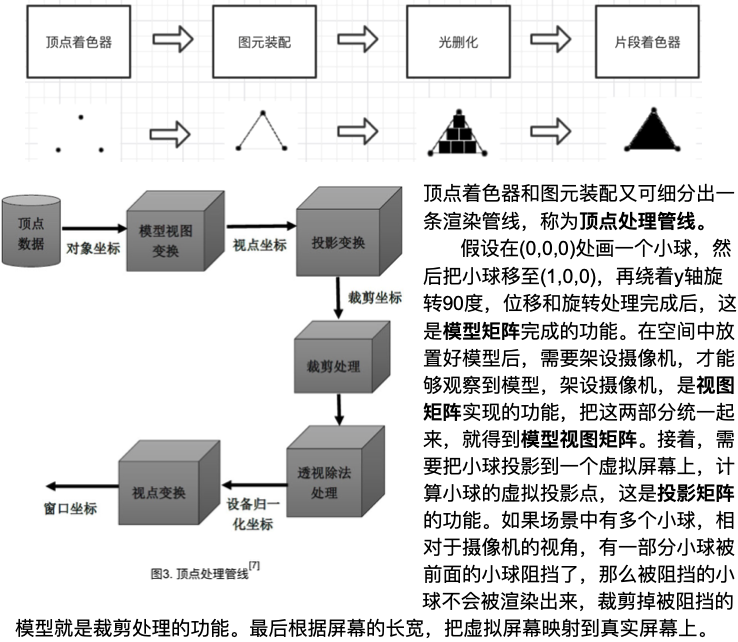 顶点着色器
图元装配
光删化
片段着色器
顶点
数据
对象坐标
模型视图
变换
视点坐标
投影变换
裁剪坐标
裁剪处理
透视除法
处理
设备归一
化坐标
视点变换
窗口坐标
图3. 顶点处理管线[7]
顶点着色器和图元装配又可细分出一
条渲染管线，称为顶点处理管线。
假设在(0,0,0)处画一个小球，然
后把小球移至(1,0,0)，再绕着y轴旋
转90度，位移和旋转处理完成后，这
是模型矩阵完成的功能。在空间中放
置好模型后，需要架设摄像机，才能
够观察到模型，架设摄像机，是视图
矩阵实现的功能，把这两部分统一起
来，就得到模型视图矩阵。接着，需
要把小球投影到一个虚拟屏幕上，计
算小球的虚拟投影点，这是投影矩阵
的功能。如果场景中有多个小球，相
对于摄像机的视角，有一部分小球被
前面的小球阻挡了，那么被阻挡的小
球不会被渲染出来，裁剪掉被阻挡的
模型就是裁剪处理的功能。最后根据屏幕的长宽，把虚拟屏幕映射到真实屏幕上。